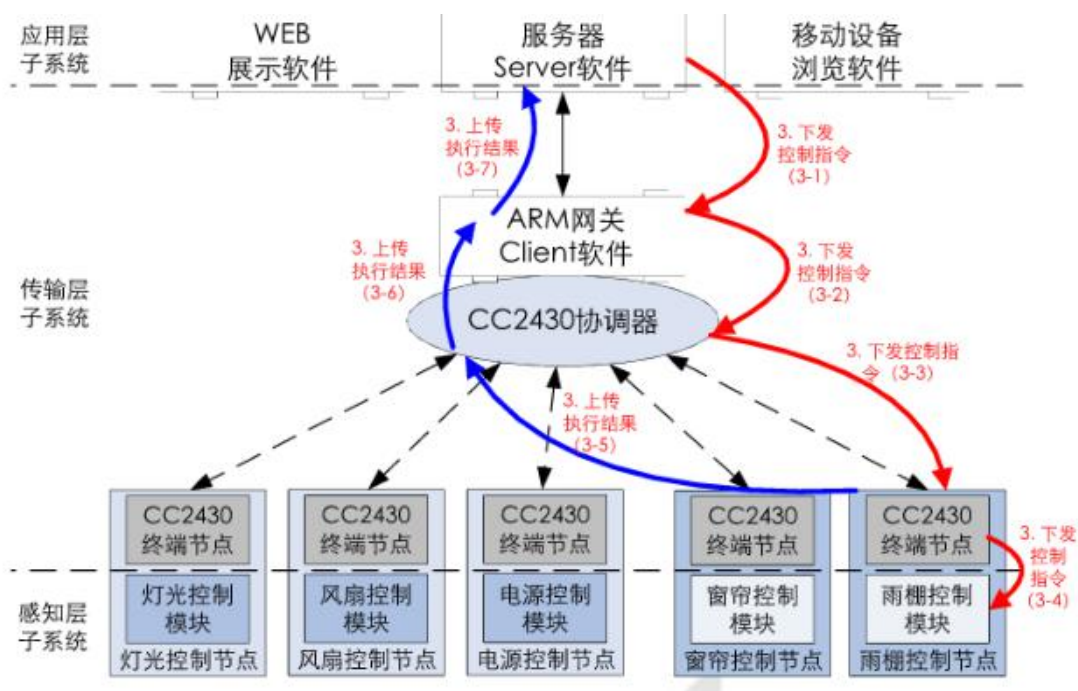 应用层
子系统
WEB
展示软件
服务器
Server软件
移动设备
浏览软件
3. 上传
执行结果
(3-7)
3. 下发
控制指令
(3-1)
ARM网关
Client软件
3. 上传
执行结果
(3-6)
3. 下发
控制指令
(3-2)
传输层
子系统
CC2430协调器
3. 下发控制指
令（3-3）
3. 上传
执行结果
(3-5)
CC2430
终端节点
CC2430
终端节点
CC2430
终端节点
CC2430
终端节点
CC2430
终端节点
3. 下发
控制
指令
(3-4)
感知层
子系统
灯光控制
模块
风扇控制
模块
电源控制
模块
窗帘控制
模块
雨棚控制
模块
灯光控制节点
风扇控制节点
电源控制节点
窗帘控制节点
雨棚控制节点